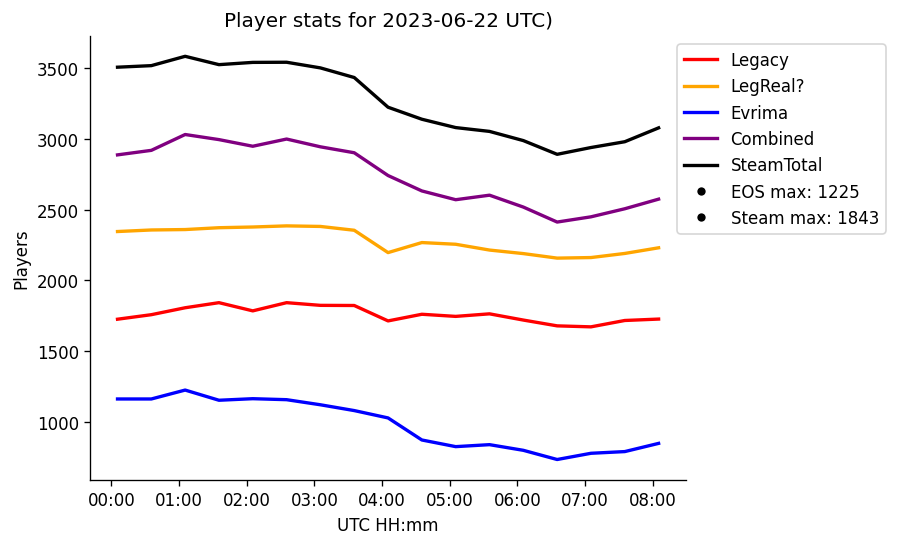 Player stats for 2023-06-22 UTC)
Players
3500
3000
2500
2000
1500
1000
00:00 01:00 02:00 03:00 04:00 05:00 06:00 07:00 08:00
UTC HH:mm
Legacy
LegReal?
Evrima
Combined
SteamTotal
EOS max: 1225
Steam max: 1843